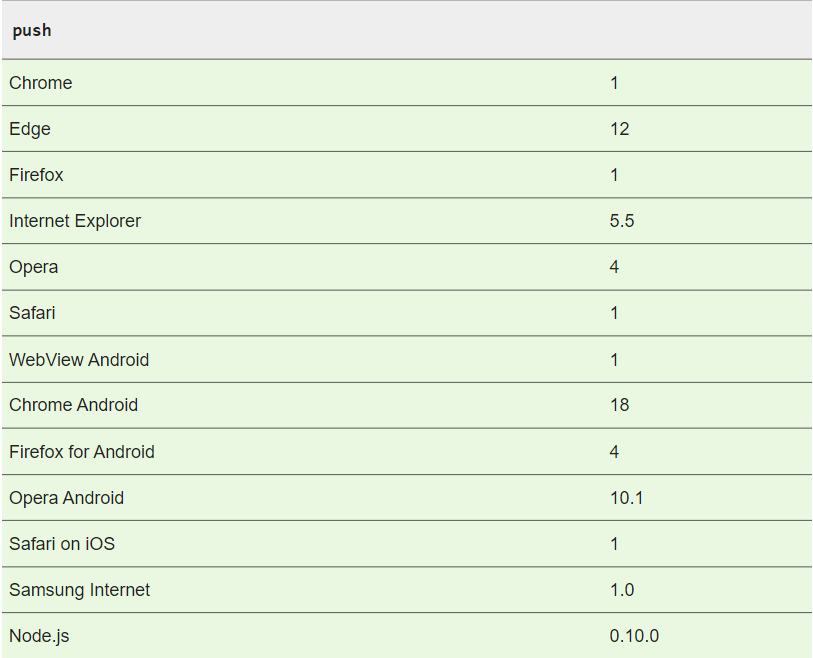 push
Chrome 1
Edge 12
Firefox 1
Internet Explorer 5.5
Opera 4
Safari 1
WebView Android 1
Chrome Android 18
Firefox for Android 4
Opera Android 10.1
Safari on iOS 1
Samsung Internet 1.0
Node.js 0.10.0